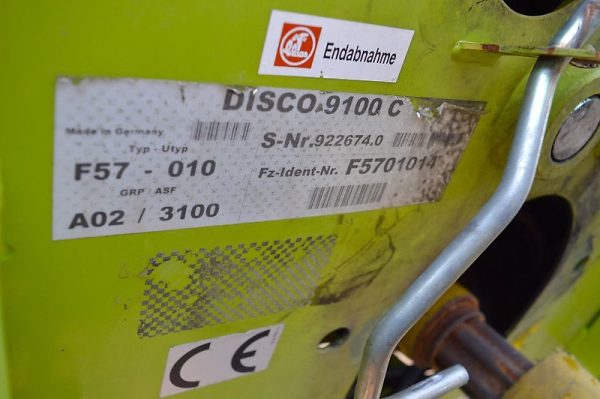 Endabnahme
DISCO 9100 C
Made in Germany
S-Nr. 922674.0
Typ - Utyp
F57 - 010
Fz-Ident-Nr. F5701014
GRP / ASF
A02 / 3100
CE